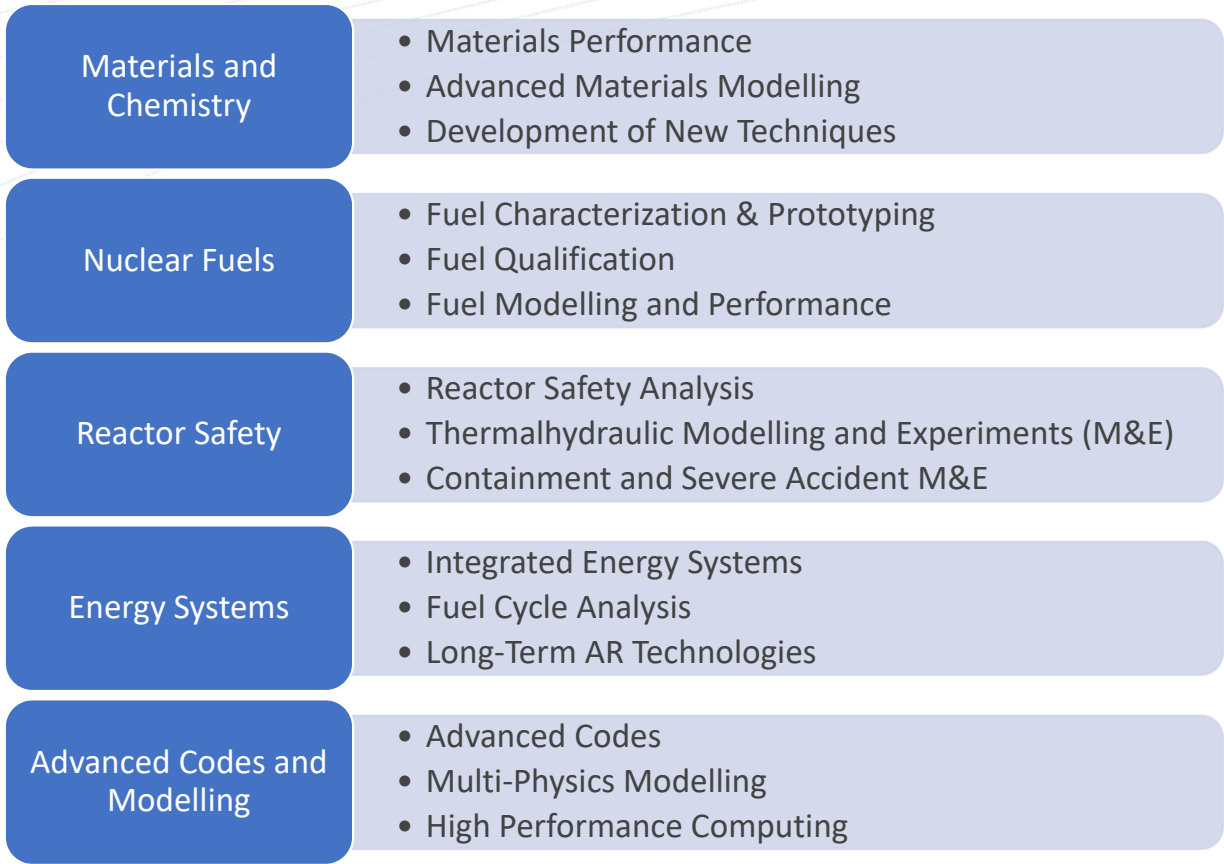 Materials and
Chemistry
• Materials Performance
• Advanced Materials Modelling
• Development of New Techniques
Nuclear Fuels
• Fuel Characterization & Prototyping
• Fuel Qualification
• Fuel Modelling and Performance
Reactor Safety
• Reactor Safety Analysis
• Thermalhydraulic Modelling and Experiments (M&E)
• Containment and Severe Accident M&E
Energy Systems
• Integrated Energy Systems
• Fuel Cycle Analysis
• Long-Term AR Technologies
Advanced Codes and
Modelling
• Advanced Codes
• Multi-Physics Modelling
• High Performance Computing